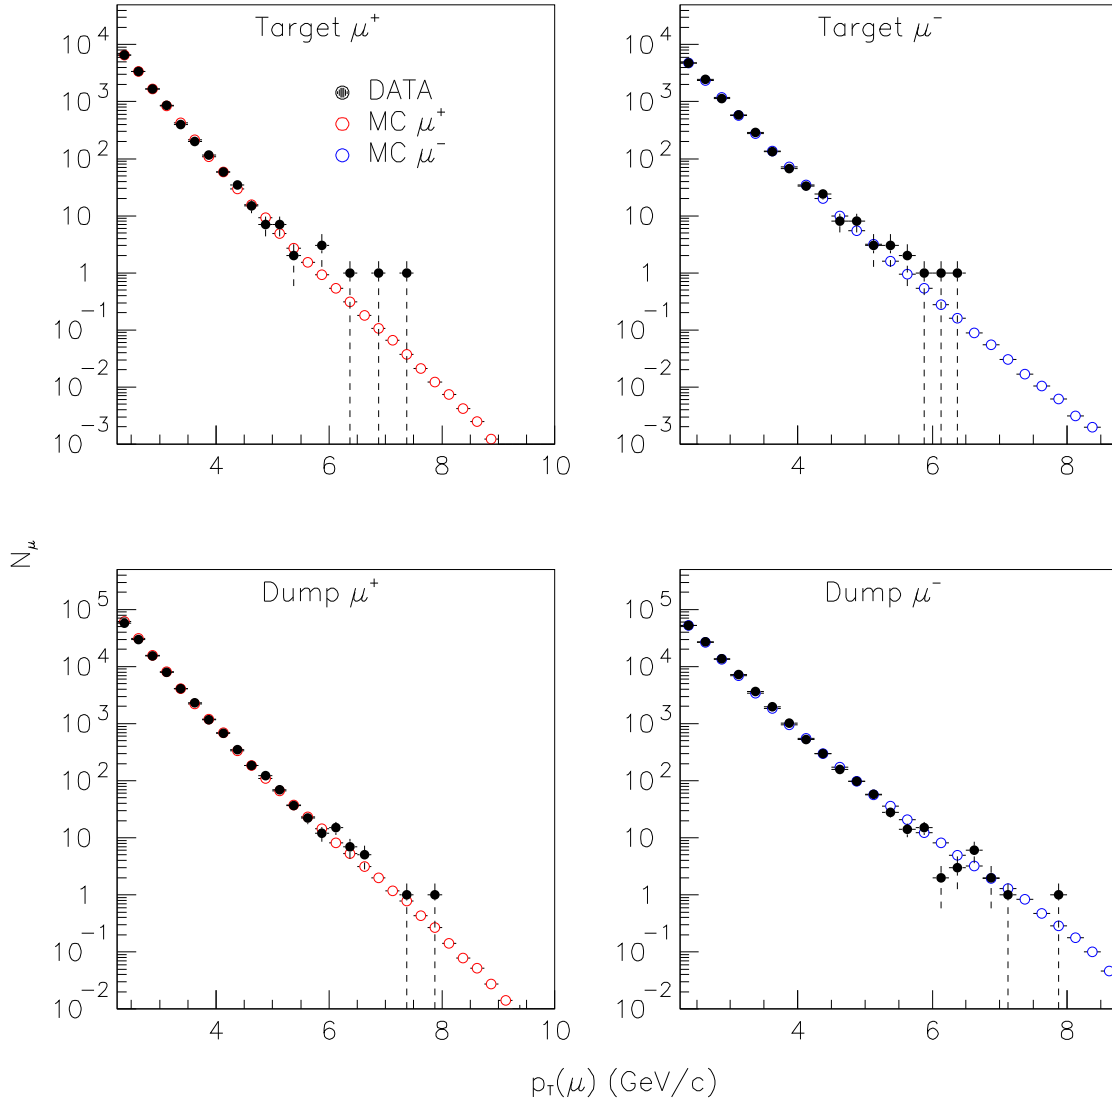 Target μ⁺
Target μ⁻
DATA
MC μ⁺
MC μ⁻
10⁴
10³
10²
10
1
10⁻¹
10⁻²
10⁻³
4 6 8 10
10⁴
10³
10²
10
1
10⁻¹
10⁻²
10⁻³
4 6 8
N_μ
Dump μ⁺
Dump μ⁻
10⁵
10⁴
10³
10²
10
1
10⁻¹
10⁻²
4 6 8 10
10⁵
10⁴
10³
10²
10
1
10⁻¹
10⁻²
4 6 8
p_T(μ) (GeV/c)